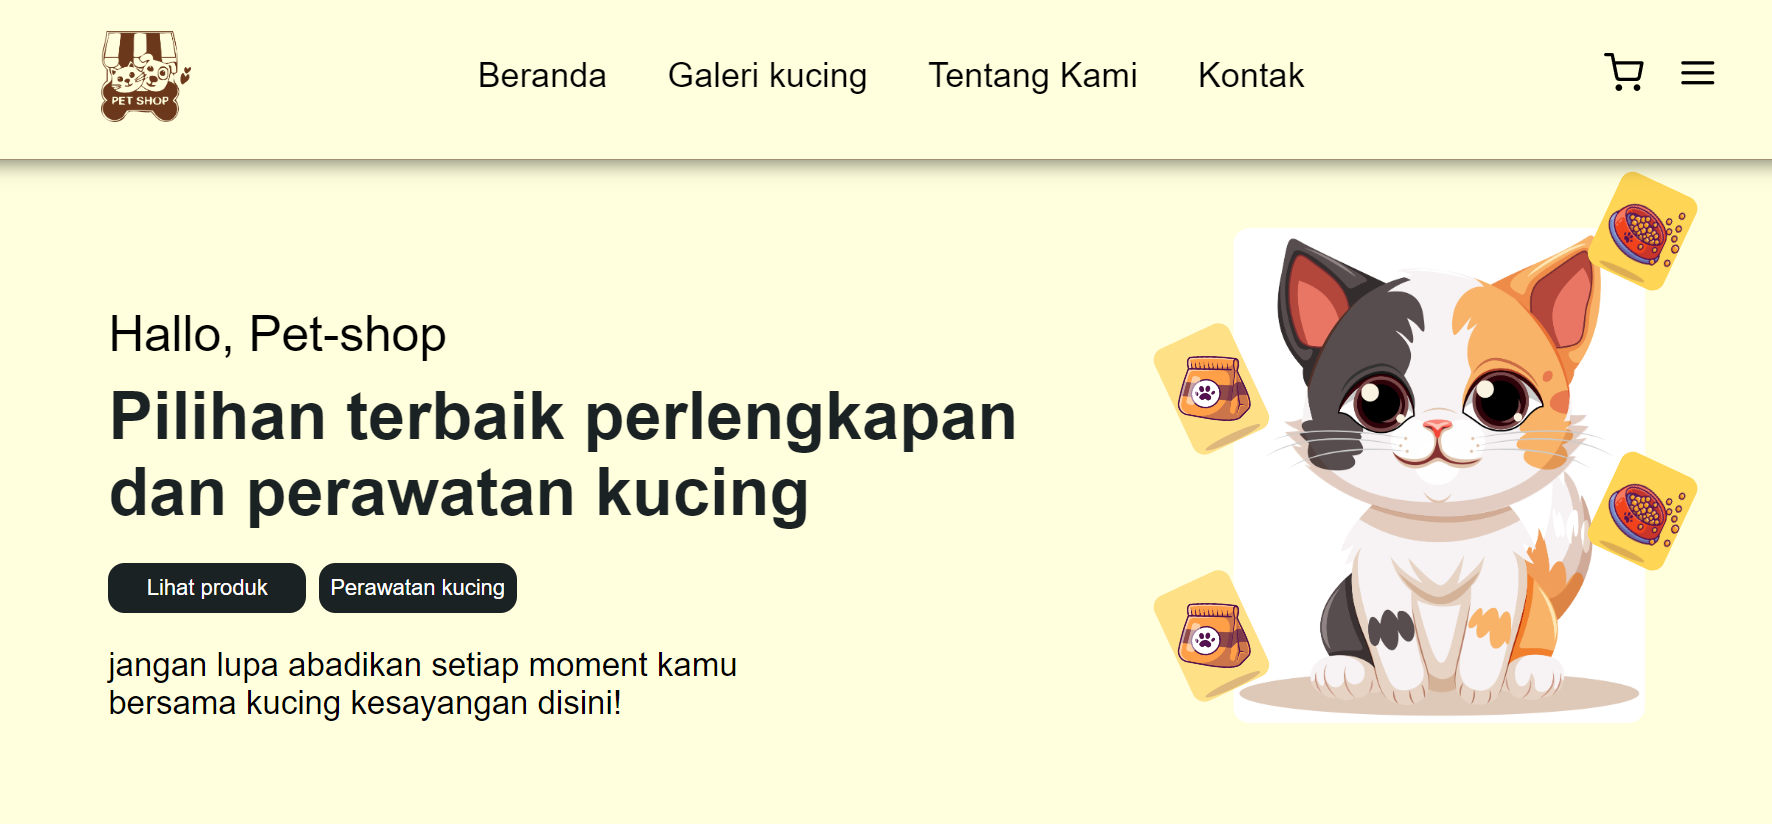 PET SHOP
Beranda Galeri kucing Tentang Kami Kontak
Hallo, Pet-shop
Pilihan terbaik perlengkapan
dan perawatan kucing
Lihat produk Perawatan kucing
jangan lupa abadikan setiap moment kamu
bersama kucing kesayangan disini!